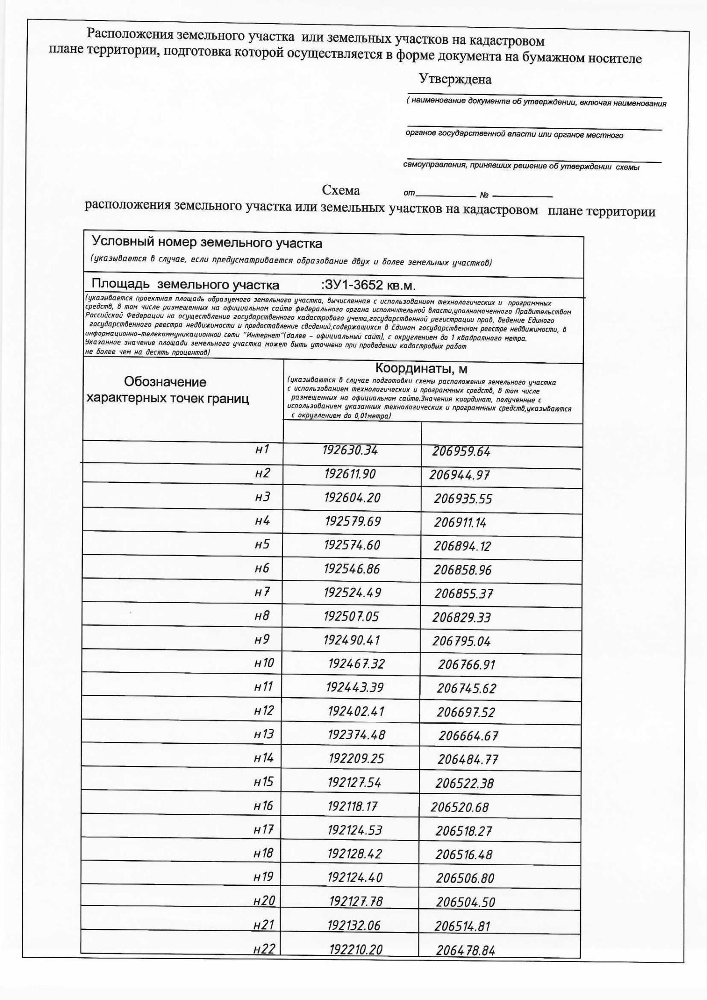 Расположения земельного участка или земельных участков на кадастровом
плане территории, подготовка которой осуществляется в форме документа на бумажном носителе
Утверждена
( наименование документа об утверждении, включая наименования
органов государственной власти или органов местного
самоуправления, принявших решение об утверждении схемы
Схема от №
расположения земельного участка или земельных участков на кадастровом плане территории
Условный номер земельного участка
(указывается в случае, если предусматривается образование двух и более земельных участков)
Площадь земельного участка :ЗУ1-3652 кв.м.
(указывается проектная площадь образуемого земельного участка, вычисленная с использованием технологических и программных
средств, в том числе размещенных на официальном сайте федерального органа исполнительной власти,уполномоченного Правительством
Российской Федерации на осуществление государственного кадастрового учета,государственной регистрации прав, ведение Единого
государственного реестра недвижимости и предоставление сведений,содержащихся в Едином государственном реестре недвижимости, в
информационно-телекоммуникационной сети "Интернет"(далее - официальный сайт), с округлением до 1 квадратного метра.
Указанное значение площади земельного участка может быть уточнено при проведении кадастровых работ
не более чем на десять процентов)
Обозначение
характерных точек границ
Координаты, м
(указываются в случае подготовки схемы расположения земельного участка
с использованием технологических и программных средств, в том числе
размещенных на официальном сайте.Значения координат, полученные с
использованием указанных технологических и программных средств,указываются
с округлением до 0,01метра)
н1 192630.34 206959.64
н2 192611.90 206944.97
н3 192604.20 206935.55
н4 192579.69 206911.14
н5 192574.60 206894.12
н6 192546.86 206858.96
н7 192524.49 206855.37
н8 192507.05 206829.33
н9 192490.41 206795.04
н10 192467.32 206766.91
н11 192443.39 206745.62
н12 192402.41 206697.52
н13 192374.48 206664.67
н14 192209.25 206484.77
н15 192127.54 206522.38
н16 192118.17 206520.68
н17 192124.53 206518.27
н18 192128.42 206516.48
н19 192124.40 206506.80
н20 192127.78 206504.50
н21 192132.06 206514.81
н22 192210.20 206478.84